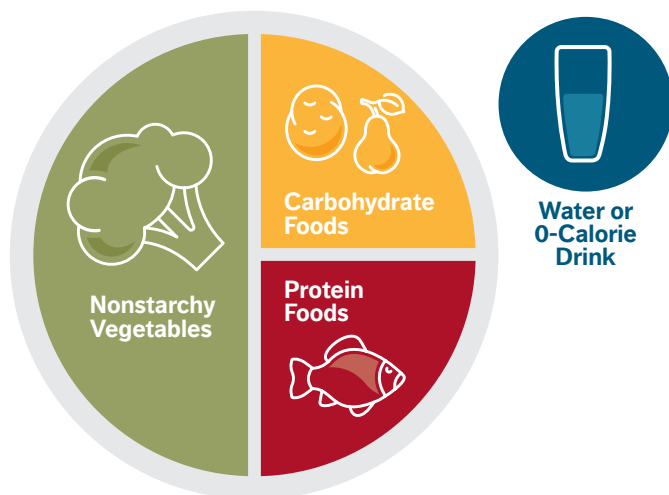 Nonstarchy
Vegetables
Carbohydrate
Foods
Protein
Foods
Water or
0-Calorie
Drink